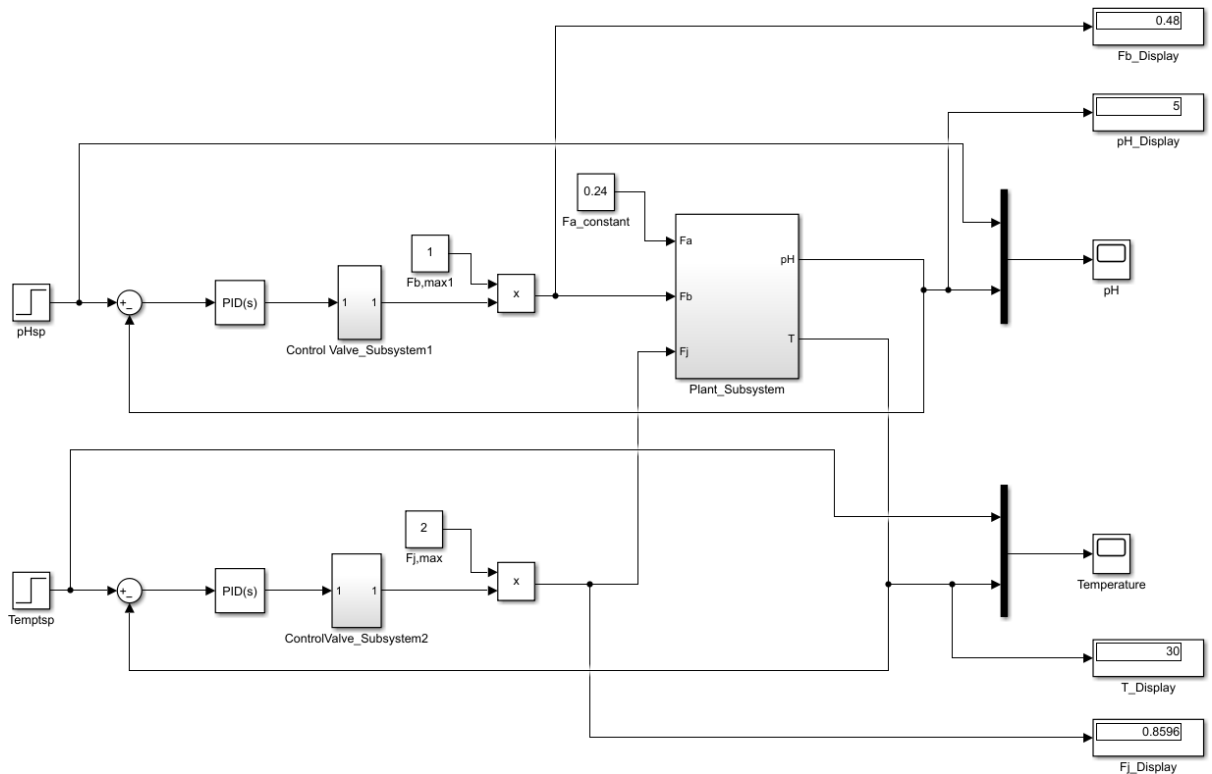 0.48
Fb_Display
5
pH_Display
0.24
Fa_constant
Fa
pH
1
Fb,max1
pH
Fb
x
PID(s)
1
1
+
−
pHsp
T
Control Valve_Subsystem1
Fj
Plant_Subsystem
2
Fj,max
Temperature
x
PID(s)
1
1
+
−
Temptsp
ControlValve_Subsystem2
30
T_Display
0.8596
Fj_Display